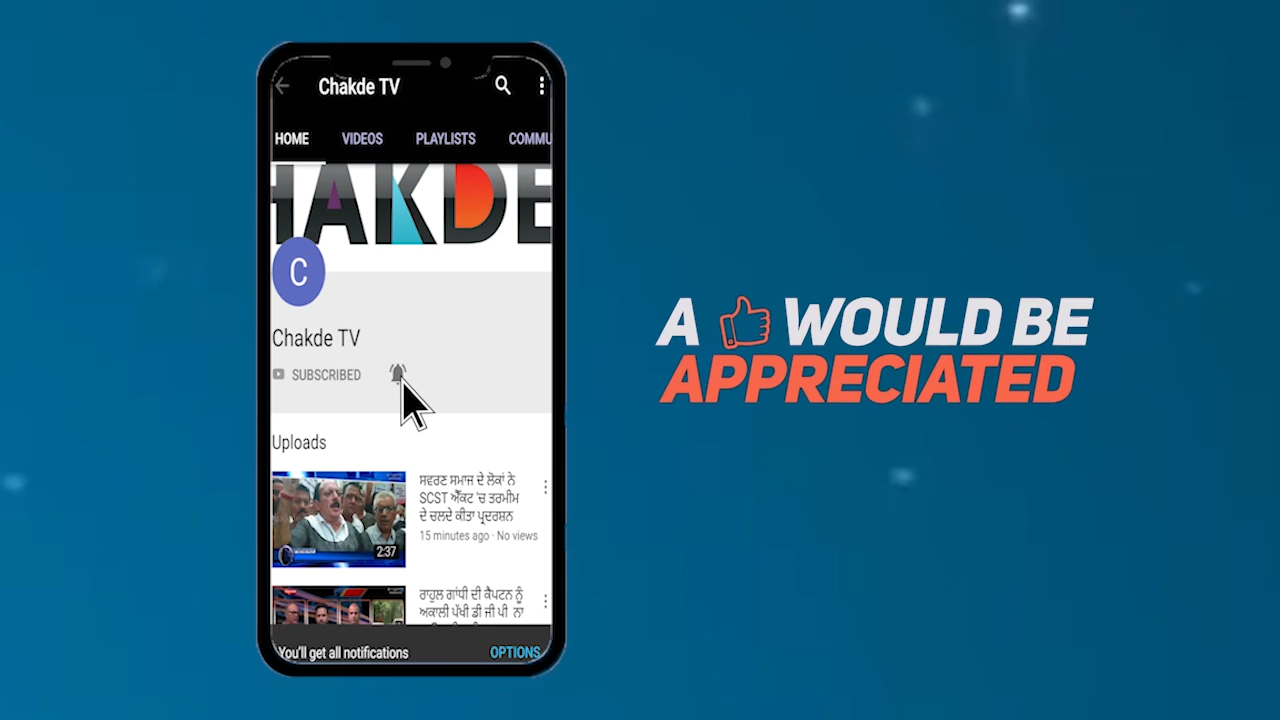 Chakde TV
HOME VIDEOS PLAYLISTS COMMU
HAKDE
C
Chakde TV
SUBSCRIBED
Uploads
ਸਵਰਣ ਸਮਾਜ ਦੇ ਲੋਕਾਂ ਨੇ
SCST ਐਕਟ 'ਚ ਤਰਮੀਮ
ਦੇ ਚਲਦੇ ਕੀਤਾ ਪ੍ਰਦਰਸ਼ਨ
15 minutes ago · No views
2:37
ਰਾਹੁਲ ਗਾਂਧੀ ਦੀ ਕੈਪਟਨ ਨੂੰ
ਅਕਾਲੀ ਪੱਖੀ ਡੀ ਜੀ ਪੀ ਨਾ
You'll get all notifications OPTIONS
A WOULD BE
APPRECIATED